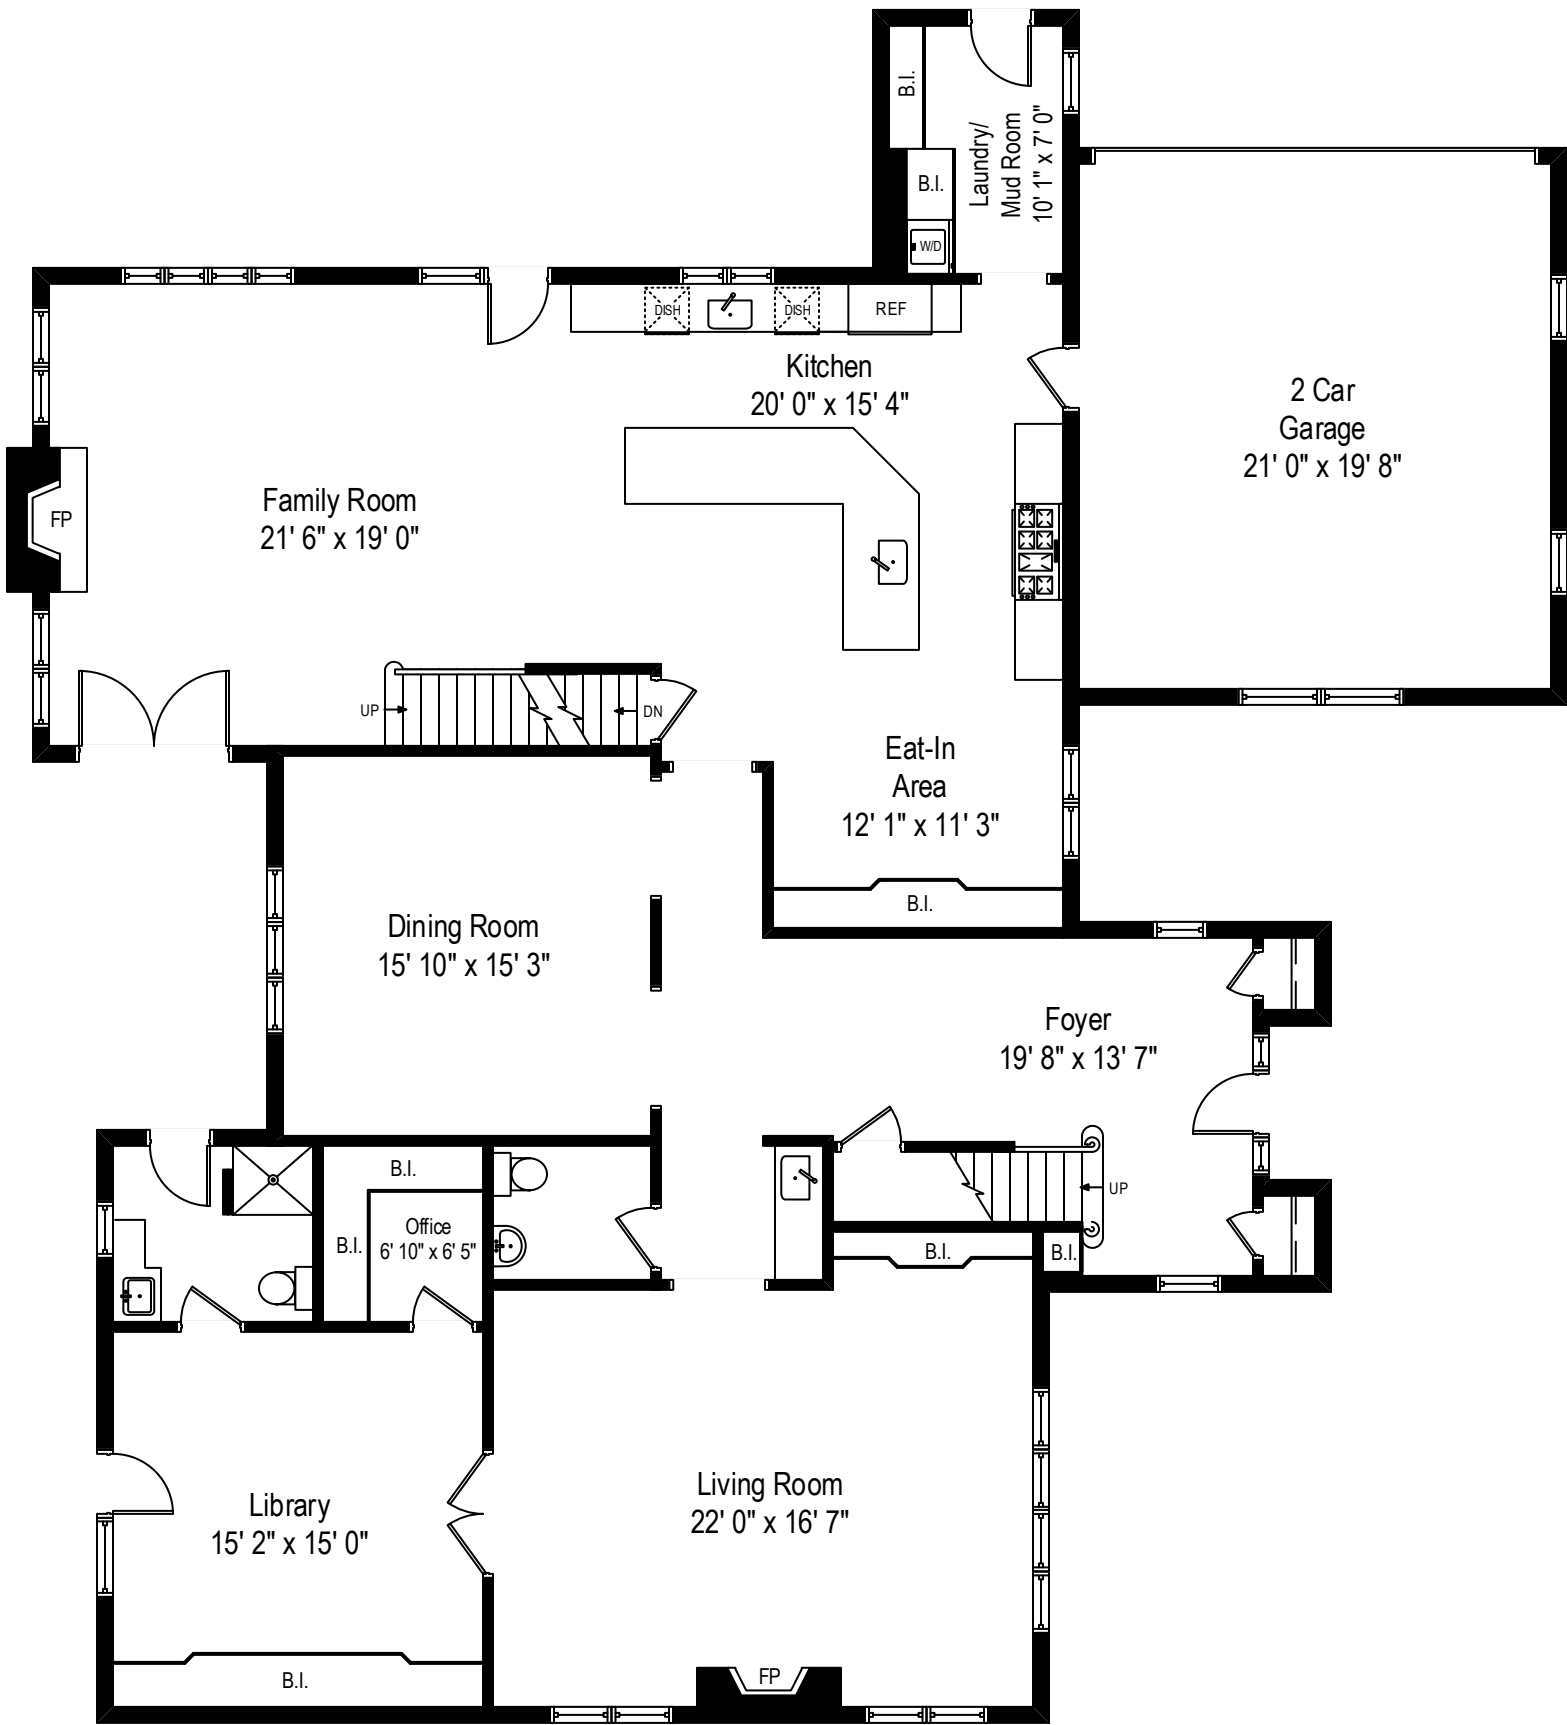 B.I.
Laundry/
Mud Room
10' 1" x 7' 0"
B.I.
W/D
DISH
DISH
REF
Kitchen
20' 0" x 15' 4"
2 Car
Garage
21' 0" x 19' 8"
Family Room
21' 6" x 19' 0"
FP
UP
DN
Eat-In
Area
12' 1" x 11' 3"
B.I.
Dining Room
15' 10" x 15' 3"
Foyer
19' 8" x 13' 7"
UP
B.I.
B.I.
Office
6' 10" x 6' 5"
B.I.
B.I.
Library
15' 2" x 15' 0"
Living Room
22' 0" x 16' 7"
B.I.
FP